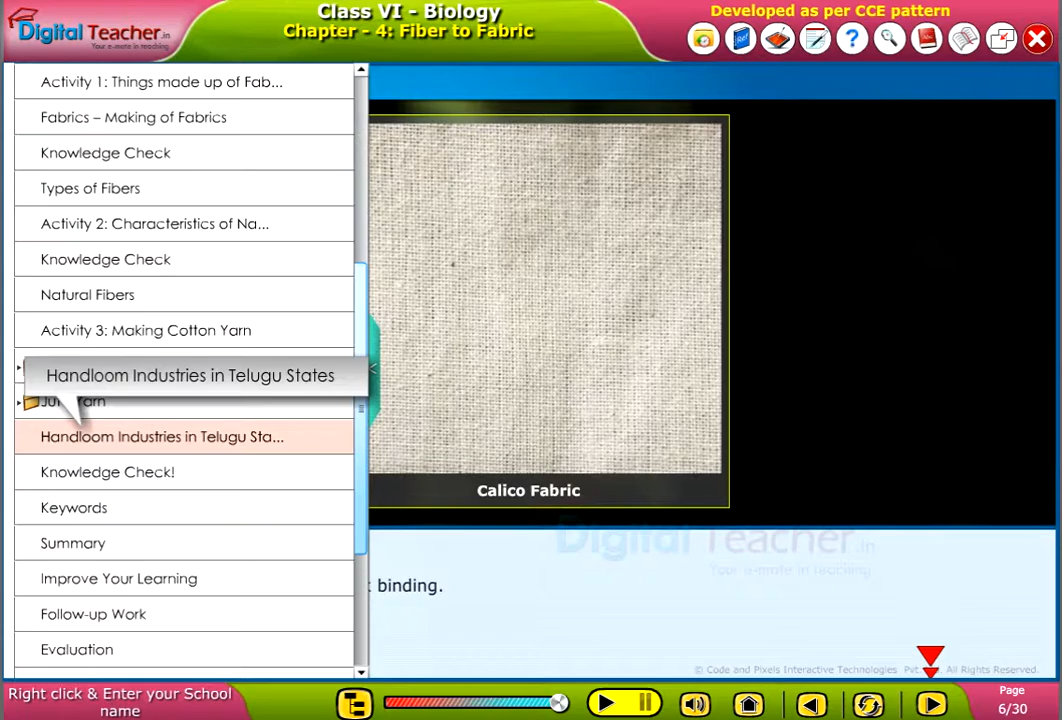 Digital Teacher.in
Your e-mate in teaching
Class VI - Biology
Chapter - 4: Fiber to Fabric
Developed as per CCE pattern
Ref
?
Activity 1: Things made up of Fab...
Fabrics – Making of Fabrics
Knowledge Check
Types of Fibers
Activity 2: Characteristics of Na...
Knowledge Check
Natural Fibers
Activity 3: Making Cotton Yarn
Handloom Industries in Telugu States
Yarn
Handloom Industries in Telugu Sta...
Knowledge Check!
Keywords
Summary
Improve Your Learning
Follow-up Work
Evaluation
Calico Fabric
Digital Teacher.in
Your e-mate in teaching
binding.
© Code and Pixels Interactive Technologies Pvt. All Rights Reserved.
Right click & Enter your School
name
Page
6/30